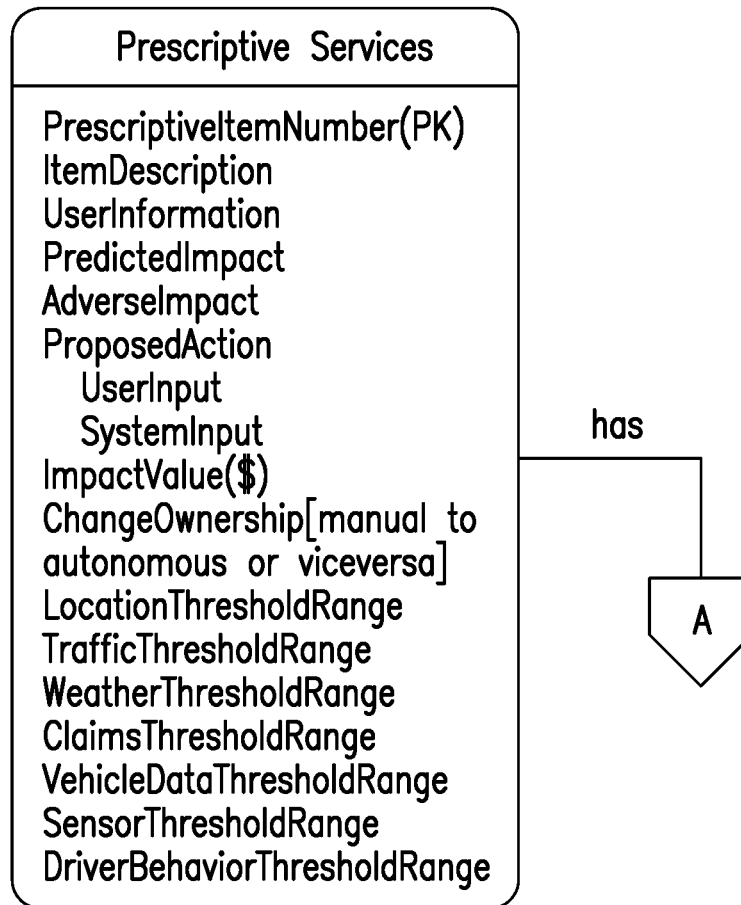 Prescriptive Services
PrescriptiveItemNumber(PK)
ItemDescription
UserInformation
PredictedImpact
AdverseImpact
ProposedAction
UserInput
SystemInput
ImpactValue($)
ChangeOwnership[manual to
autonomous or viceversa]
LocationThresholdRange
TrafficThresholdRange
WeatherThresholdRange
ClaimsThresholdRange
VehicleDataThresholdRange
SensorThresholdRange
DriverBehaviorThresholdRange
has
A